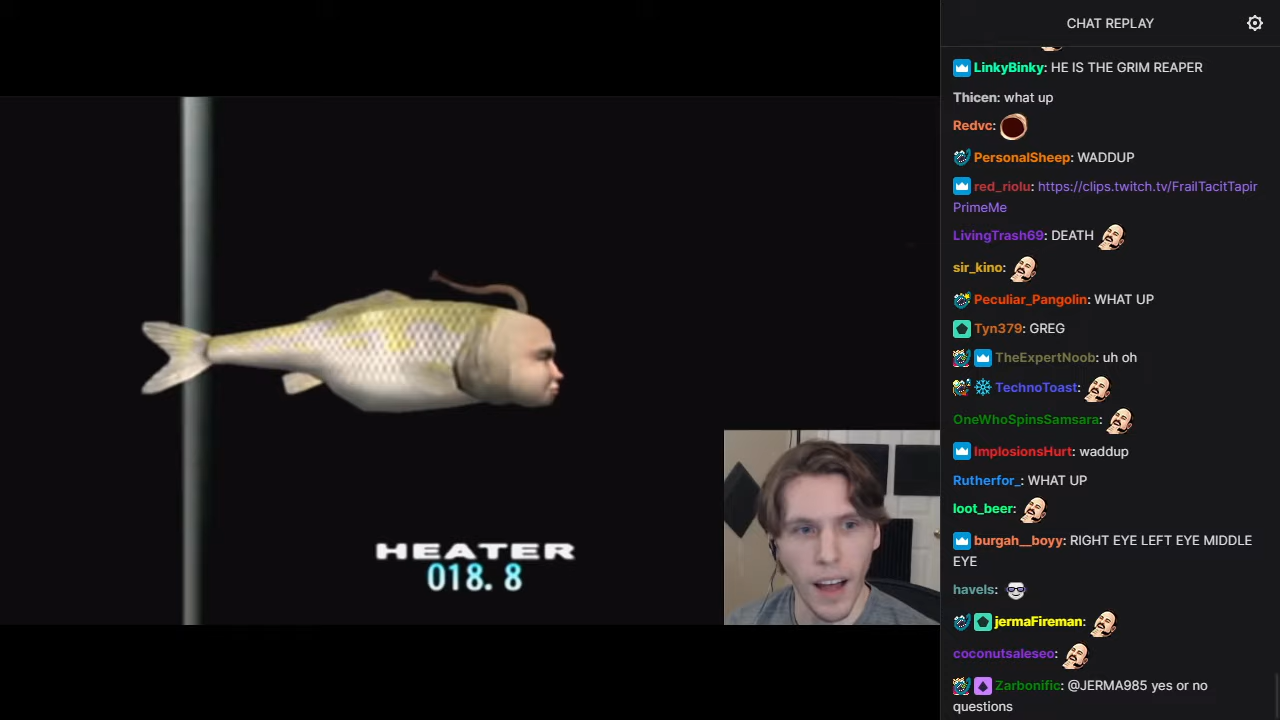 CHAT REPLAY
LinkyBinky: HE IS THE GRIM REAPER
Thicen: what up
Redvc:
PersonalSheep: WADDUP
red_riolu: https://clips.twitch.tv/FrailTacitTapir
PrimeMe
LivingTrash69: DEATH
sir_kino:
Peculiar_Pangolin: WHAT UP
Tyn379: GREG
TheExpertNoob: uh oh
TechnoToast:
OneWhoSpinsSamsara:
ImplosionsHurt: waddup
Rutherfor_: WHAT UP
loot_beer:
burgah__boyy: RIGHT EYE LEFT EYE MIDDLE
EYE
havels:
jermaFireman:
coconutsaleseo:
Zarbonific: @JERMA985 yes or no
questions
HEATER
018. 8